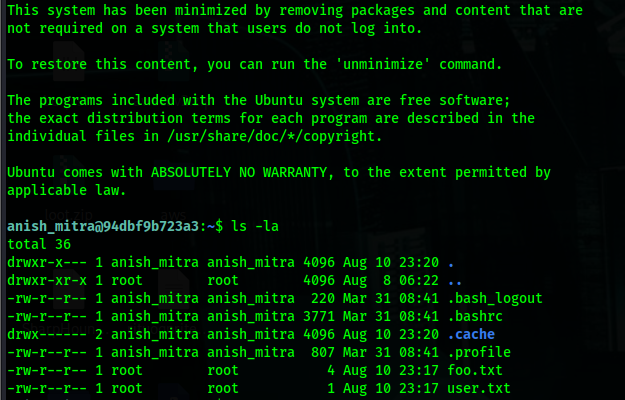 This system has been minimized by removing packages and content that are
not required on a system that users do not log into.
To restore this content, you can run the 'unminimize' command.
The programs included with the Ubuntu system are free software;
the exact distribution terms for each program are described in the
individual files in /usr/share/doc/*/copyright.
Ubuntu comes with ABSOLUTELY NO WARRANTY, to the extent permitted by
applicable law.
anish_mitra@94dbf9b723a3:~$ ls -la
total 36
drwxr-x--- 1 anish_mitra anish_mitra 4096 Aug 10 23:20 .
drwxr-xr-x 1 root        root        4096 Aug  8 06:22 ..
-rw-r--r-- 1 anish_mitra anish_mitra  220 Mar 31 08:41 .bash_logout
-rw-r--r-- 1 anish_mitra anish_mitra 3771 Mar 31 08:41 .bashrc
drwx------ 2 anish_mitra anish_mitra 4096 Aug 10 23:20 .cache
-rw-r--r-- 1 anish_mitra anish_mitra  807 Mar 31 08:41 .profile
-rw-r--r-- 1 root        root           4 Aug 10 23:17 foo.txt
-rw-r--r-- 1 root        root           1 Aug 10 23:17 user.txt